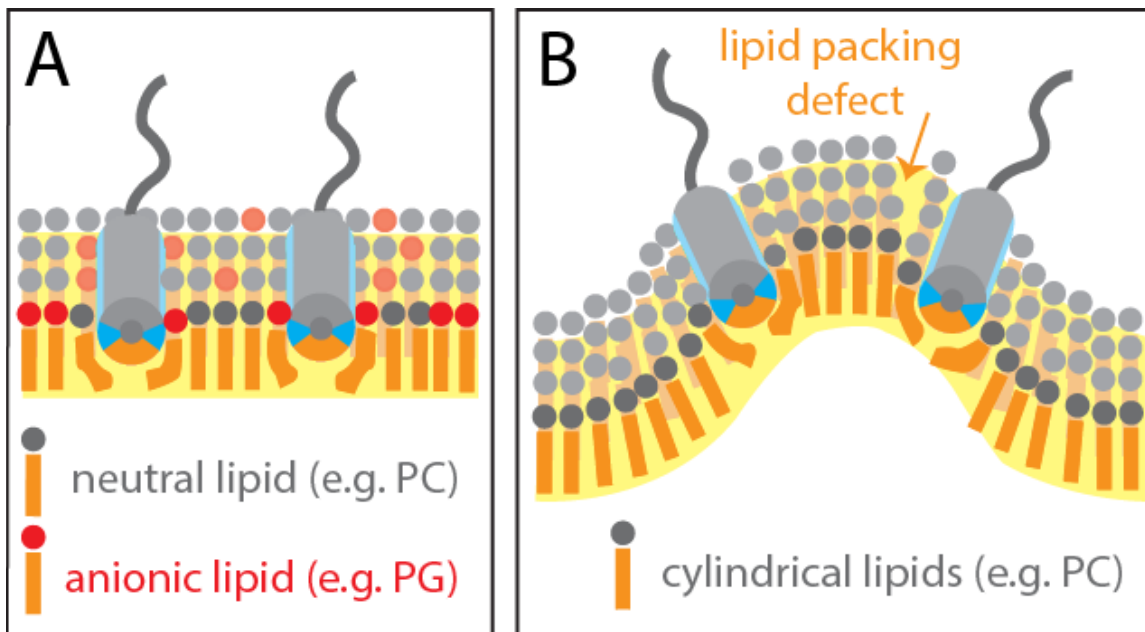 A
neutral lipid (e.g. PC)
anionic lipid (e.g. PG)
B
lipid packing
defect
cylindrical lipids (e.g. PC)